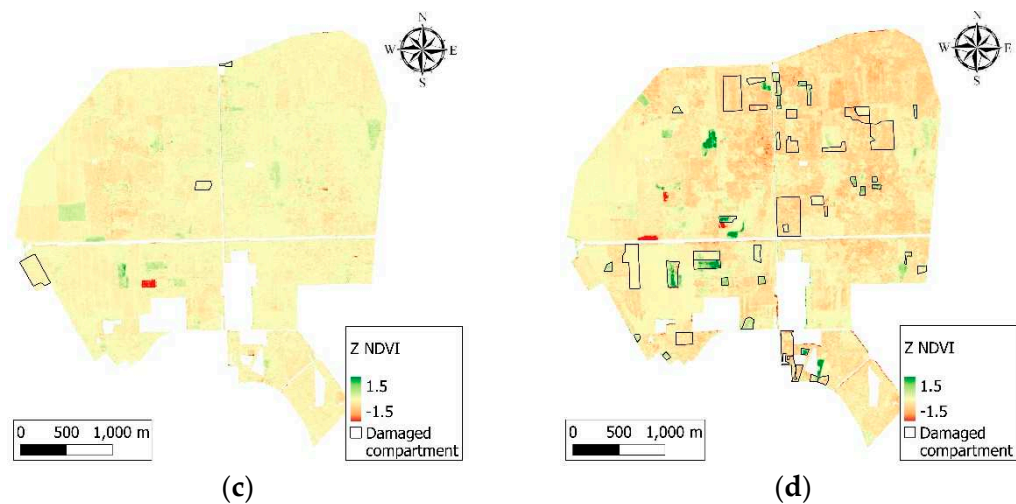 N
W E
S
Z NDVI
1.5
-1.5
Damaged
compartment
0 500 1,000 m
(c)
N
W E
S
Z NDVI
1.5
-1.5
Damaged
compartment
0 500 1,000 m
(d)